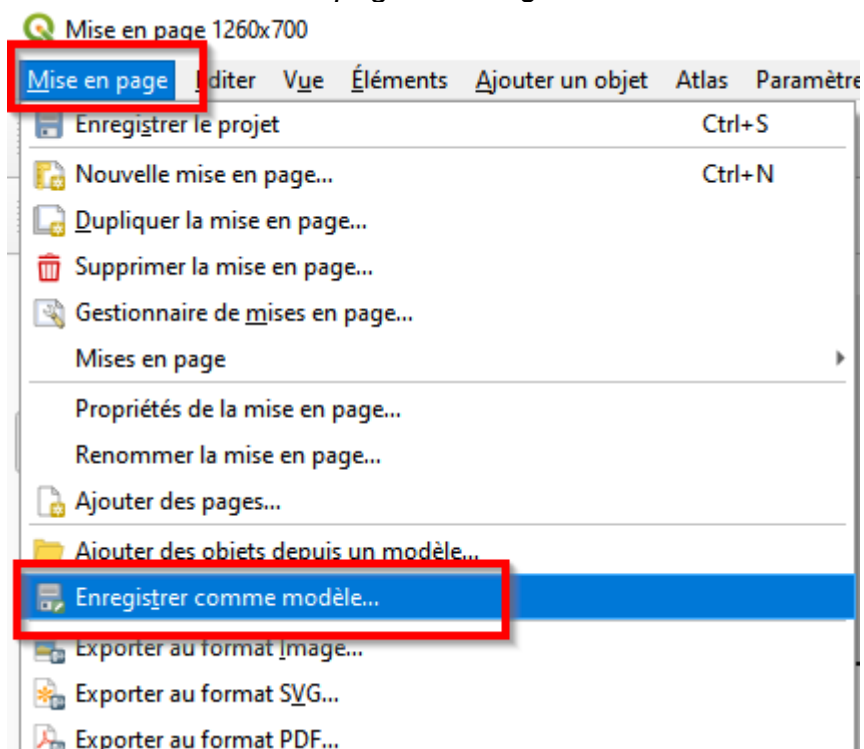 Mise en page 1260x700
Mise en page Éditer Vue Éléments Ajouter un objet Atlas Paramètre
Enregistrer le projet Ctrl+S
Nouvelle mise en page... Ctrl+N
Dupliquer la mise en page...
Supprimer la mise en page...
Gestionnaire de mises en page...
Mises en page
Propriétés de la mise en page...
Renommer la mise en page...
Ajouter des pages...
Ajouter des objets depuis un modèle...
Enregistrer comme modèle...
Exporter au format Image...
Exporter au format SVG...
Exporter au format PDF...